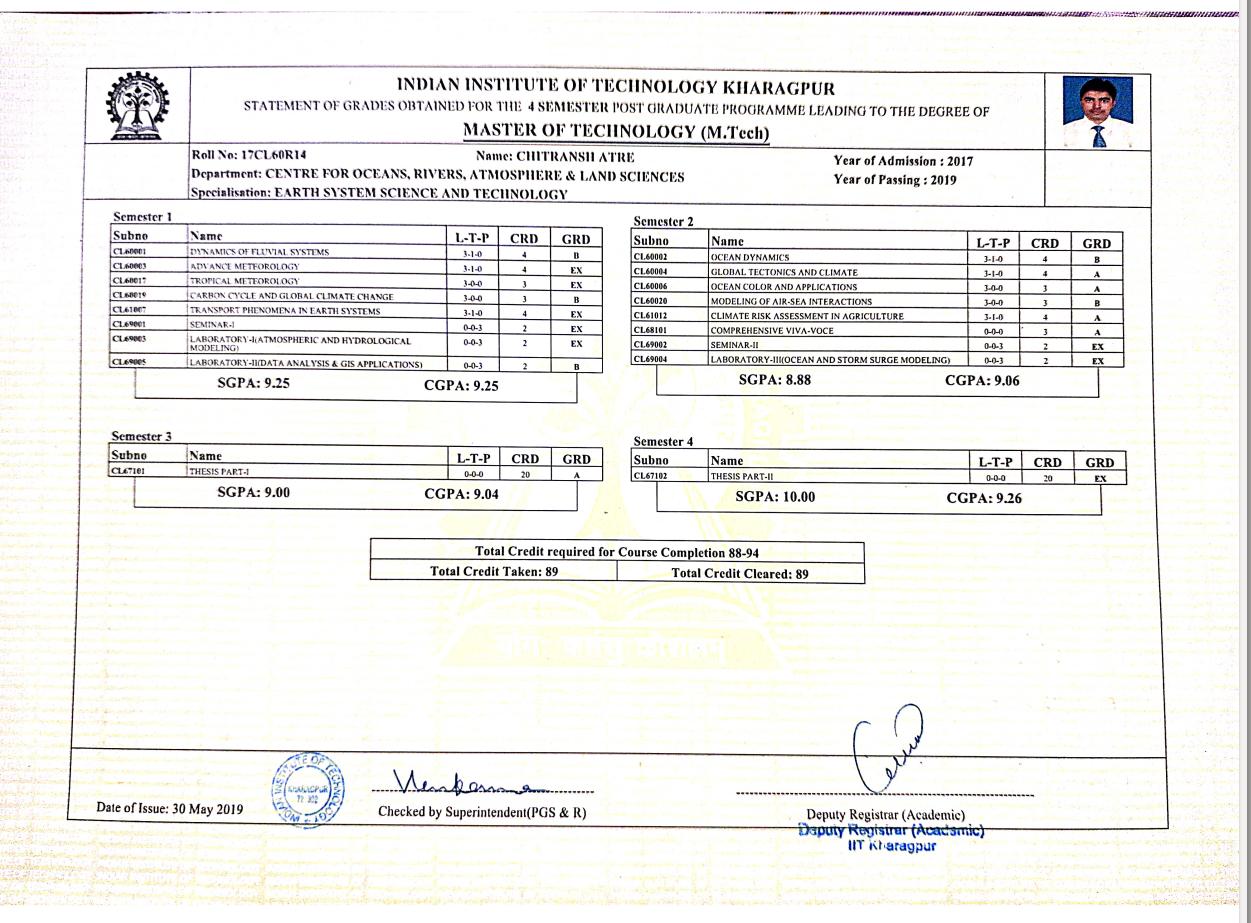 INDIAN INSTITUTE OF TECHNOLOGY KHARAGPUR
STATEMENT OF GRADES OBTAINED FOR THE 4 SEMESTER POST GRADUATE PROGRAMME LEADING TO THE DEGREE OF
MASTER OF TECHNOLOGY (M.Tech)
Roll No: 17CL60R14 Name: CHITRANSH ATRE Year of Admission : 2017
Department: CENTRE FOR OCEANS, RIVERS, ATMOSPHERE & LAND SCIENCES Year of Passing : 2019
Specialisation: EARTH SYSTEM SCIENCE AND TECHNOLOGY
Semester 1
Subno Name L-T-P CRD GRD
CL60001 DYNAMICS OF FLUVIAL SYSTEMS 3-1-0 4 B
CL60003 ADVANCE METEOROLOGY 3-1-0 4 EX
CL60017 TROPICAL METEOROLOGY 3-0-0 3 EX
CL60019 CARBON CYCLE AND GLOBAL CLIMATE CHANGE 3-0-0 3 B
CL61007 TRANSPORT PHENOMENA IN EARTH SYSTEMS 3-1-0 4 EX
CL69001 SEMINAR-I 0-0-3 2 EX
CL69003 LABORATORY-I(ATMOSPHERIC AND HYDROLOGICAL
MODELING) 0-0-3 2 EX
CL69005 LABORATORY-II(DATA ANALYSIS & GIS APPLICATIONS) 0-0-3 2 B
SGPA: 9.25 CGPA: 9.25
Semester 2
Subno Name L-T-P CRD GRD
CL60002 OCEAN DYNAMICS 3-1-0 4 B
CL60004 GLOBAL TECTONICS AND CLIMATE 3-1-0 4 A
CL60006 OCEAN COLOR AND APPLICATIONS 3-0-0 3 A
CL60020 MODELING OF AIR-SEA INTERACTIONS 3-0-0 3 B
CL61012 CLIMATE RISK ASSESSMENT IN AGRICULTURE 3-1-0 4 A
CL68101 COMPREHENSIVE VIVA-VOCE 0-0-0 3 A
CL69002 SEMINAR-II 0-0-3 2 EX
CL69004 LABORATORY-III(OCEAN AND STORM SURGE MODELING) 0-0-3 2 EX
SGPA: 8.88 CGPA: 9.06
Semester 3
Subno Name L-T-P CRD GRD
CL67101 THESIS PART-I 0-0-0 20 A
SGPA: 9.00 CGPA: 9.04
Semester 4
Subno Name L-T-P CRD GRD
CL67102 THESIS PART-II 0-0-0 20 EX
SGPA: 10.00 CGPA: 9.26
Total Credit required for Course Completion 88-94
Total Credit Taken: 89 Total Credit Cleared: 89
INDIAN INSTITUTE OF TECHNOLOGY
KHARAGPUR
Date of Issue: 30 May 2019
Checked by Superintendent(PGS & R)
Deputy Registrar (Academic)
Deputy Registrar (Academic)
IIT Kharagpur